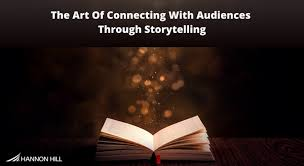 The Art Of Connecting With Audiences
Through Storytelling
HANNON HILL